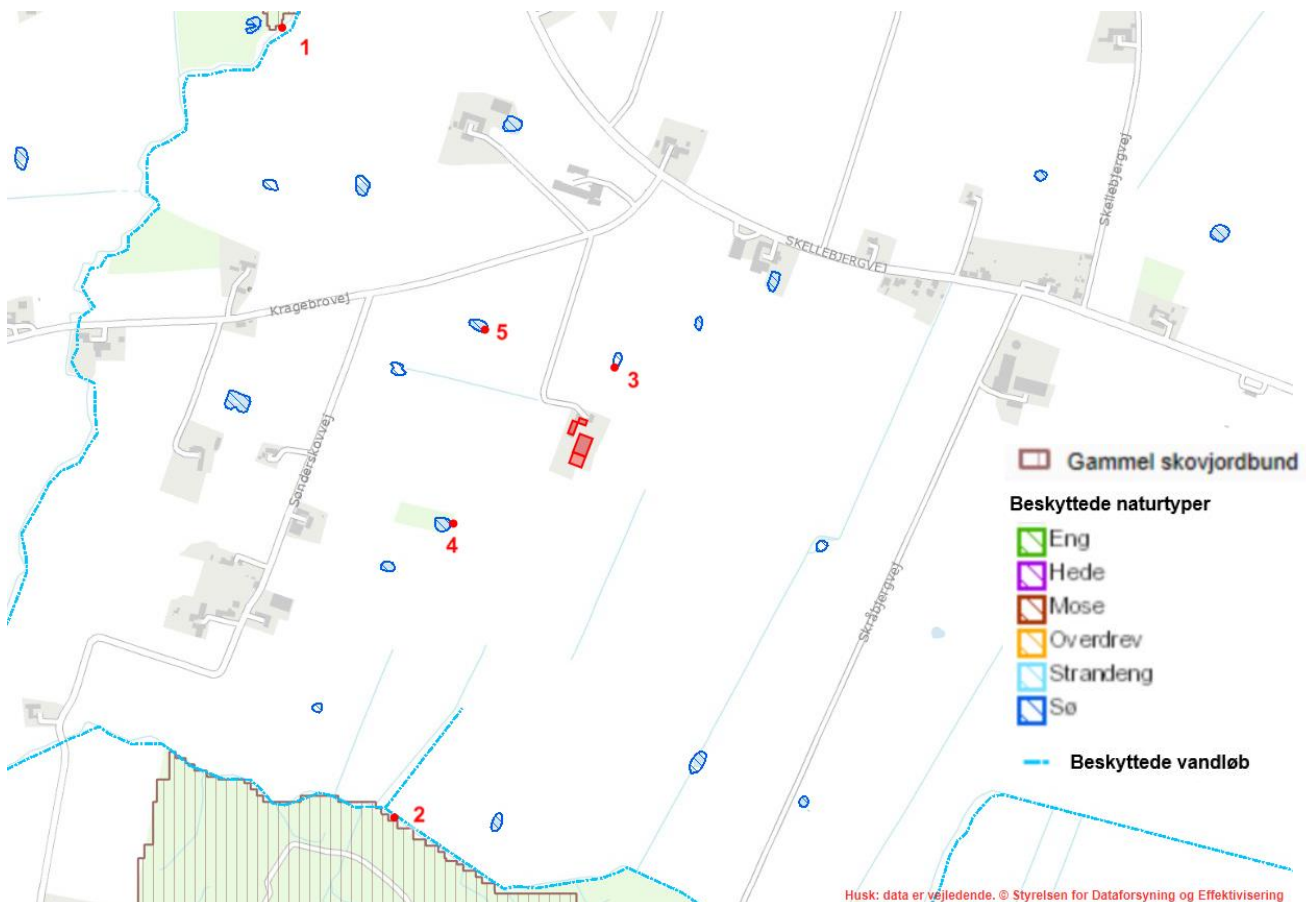 1
Skellebjergvej
SKELLEBJERGVEJ
Kragebrovej
5
3
Sønderskovvej
4
Skråbjergvej
2
Gammel skovjordbund
Beskyttede naturtyper
Eng
Hede
Mose
Overdrev
Strandeng
Sø
Beskyttede vandløb
Husk: data er vejledende. © Styrelsen for Dataforsyning og Effektivisering